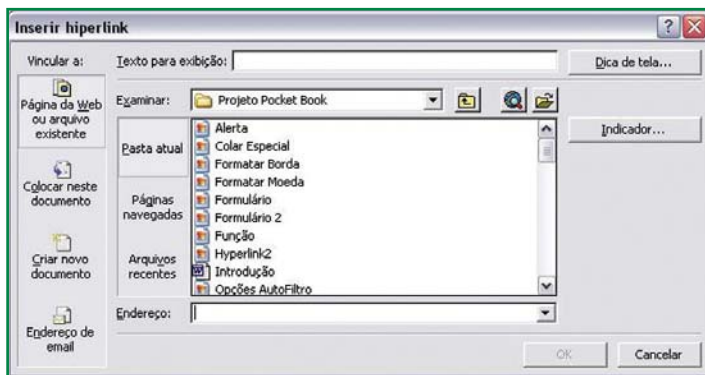 Inserir hiperlink
Vincular a:
Texto para exibição:
Dica de tela...
Página da Web
ou arquivo
existente
Examinar:
Projeto Pocket Book
Indicador...
Pasta atual
Alerta
Colar Especial
Formatar Borda
Formatar Moeda
Formulário
Formulário 2
Função
Hyperlink2
Introdução
Opções AutoFiltro
Colocar neste
documento
Páginas
navegadas
Criar novo
documento
Arquivos
recentes
Endereço de
email
Endereço:
OK
Cancelar